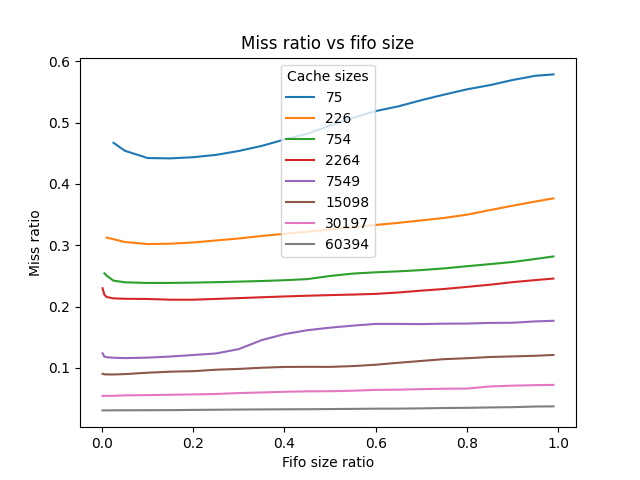 Miss ratio vs fifo size
Miss ratio
0.6
0.5
0.4
0.3
0.2
0.1
Cache sizes
75
226
754
2264
7549
15098
30197
60394
0.0 0.2 0.4 0.6 0.8 1.0
Fifo size ratio